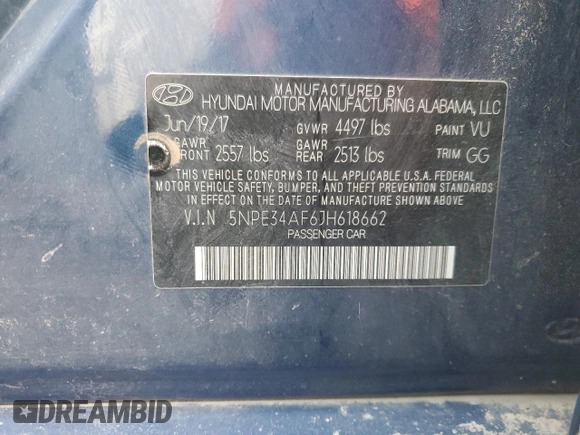 MANUFACTURED BY
HYUNDAI MOTOR MANUFACTURING ALABAMA, LLC
Jun/19/17 GVWR 4497 lbs PAINT VU
GAWR FRONT 2557 lbs GAWR REAR 2513 lbs TRIM GG
THIS VEHICLE CONFORMS TO ALL APPLICABLE U.S.A. FEDERAL
MOTOR VEHICLE SAFETY, BUMPER, AND THEFT STANDARDS IN
EFFECT ON THE DATE OF MANUFACTURE SHOWN ABOVE.
V.I.N 5NPE34AF6JH618662
PASSENGER CAR
DREAMBID